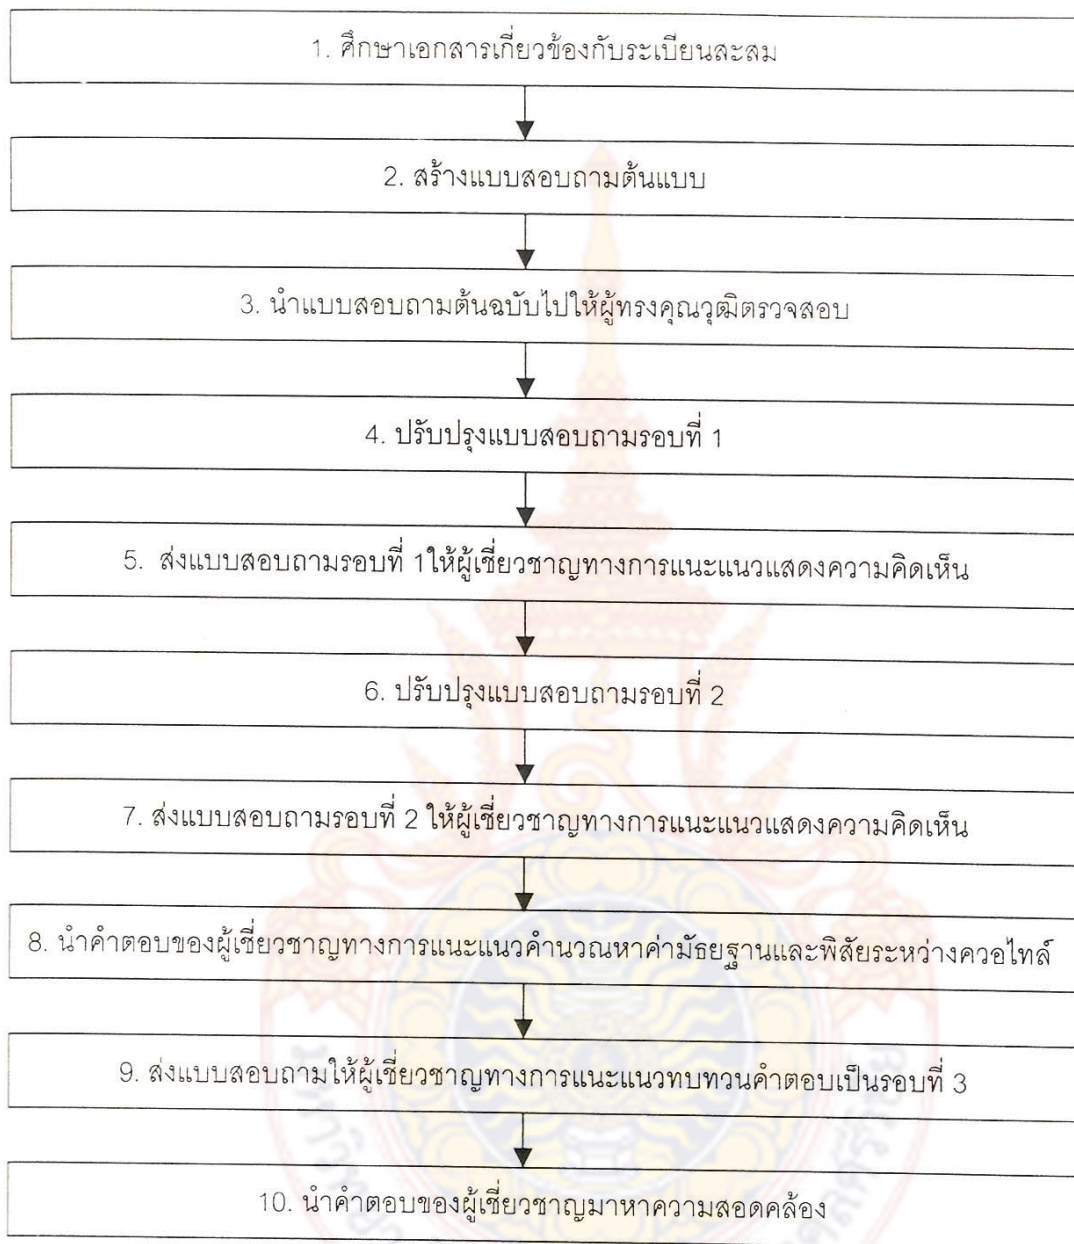 1. ศึกษาเอกสารเกี่ยวข้องกับระเบียนสะสม
2. สร้างแบบสอบถามต้นแบบ
3. นำแบบสอบถามต้นฉบับไปให้ผู้ทรงคุณวุฒิตรวจสอบ
4. ปรับปรุงแบบสอบถามรอบที่ 1
5. ส่งแบบสอบถามรอบที่ 1ให้ผู้เชี่ยวชาญทางการแนะแนวแสดงความคิดเห็น
6. ปรับปรุงแบบสอบถามรอบที่ 2
7. ส่งแบบสอบถามรอบที่ 2 ให้ผู้เชี่ยวชาญทางการแนะแนวแสดงความคิดเห็น
8. นำคำตอบของผู้เชี่ยวชาญทางการแนะแนวคำนวณหาค่ามัธยฐานและพิสัยระหว่างควอไทล์
9. ส่งแบบสอบถามให้ผู้เชี่ยวชาญทางการแนะแนวทบทวนคำตอบเป็นรอบที่ 3
10. นำคำตอบของผู้เชี่ยวชาญมาหาความสอดคล้อง